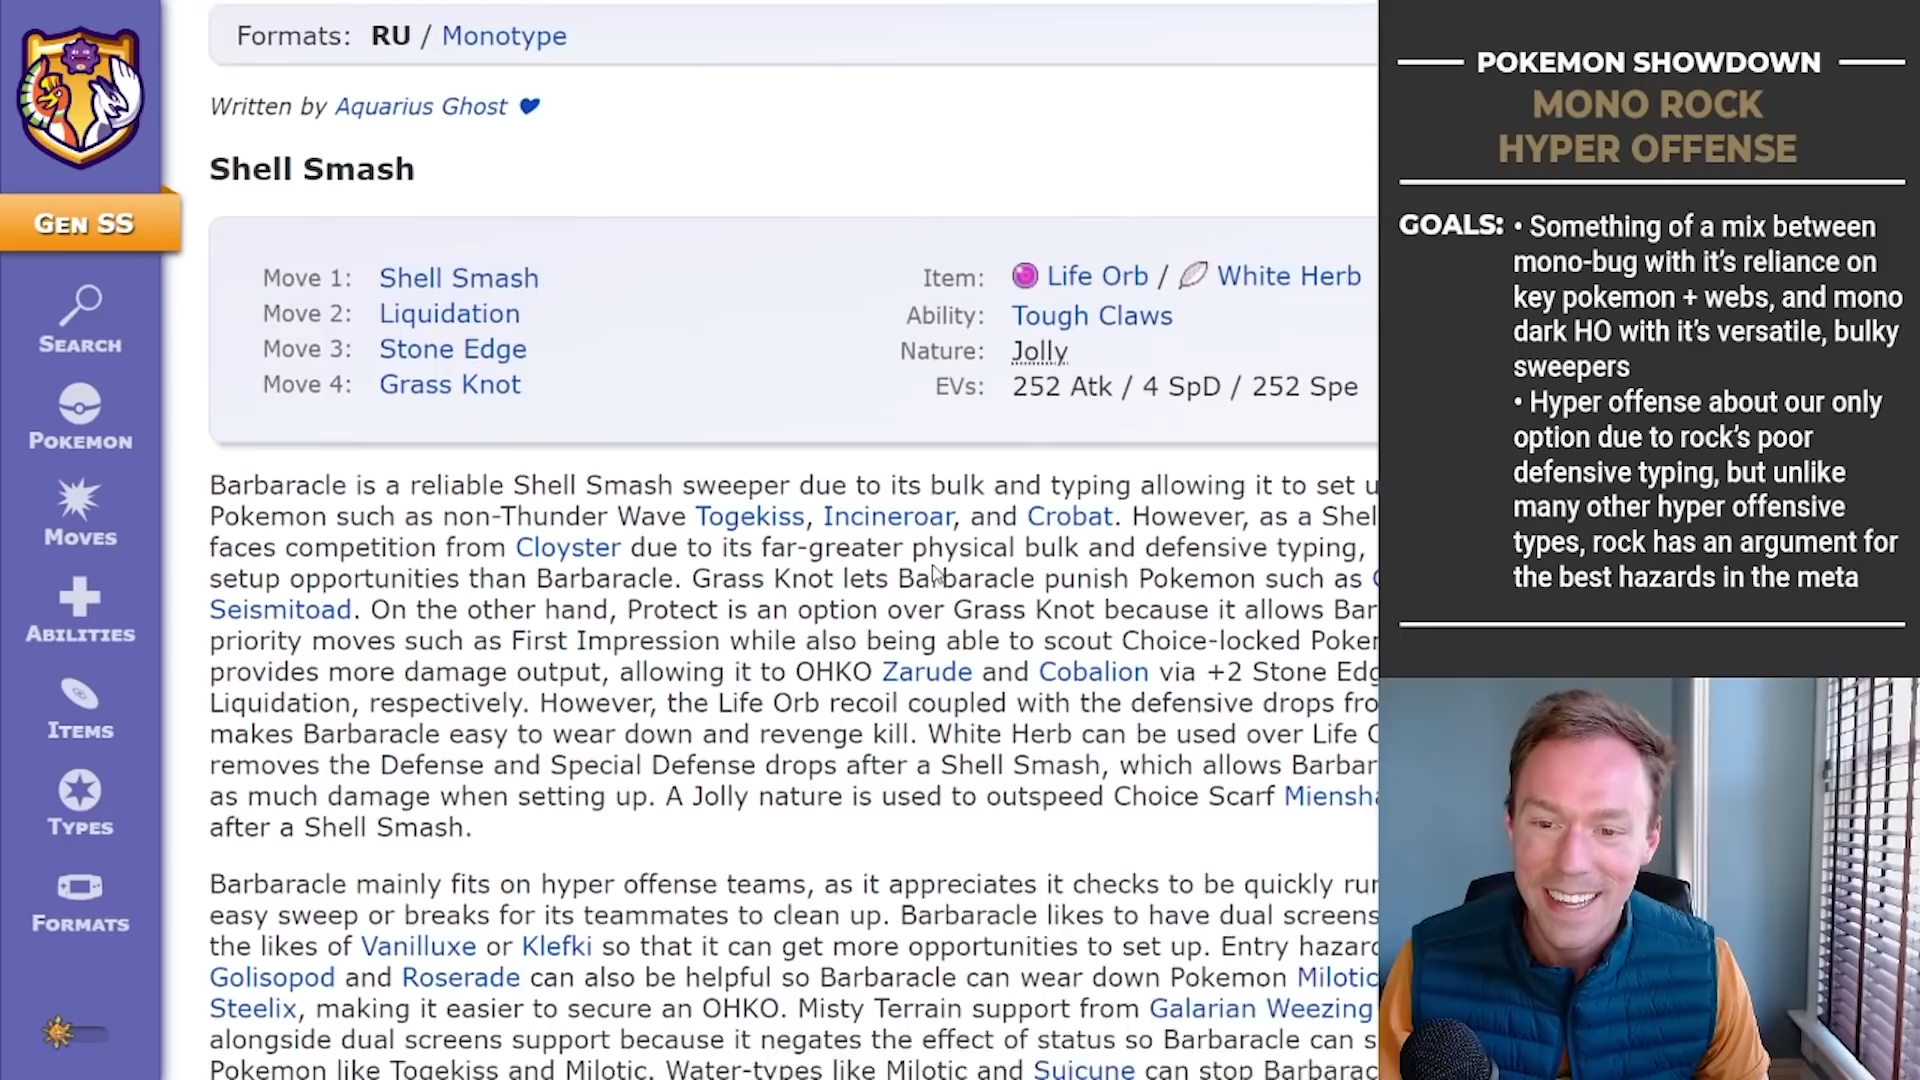 Formats: RU / Monotype
Written by Aquarius Ghost
Shell Smash
GEN SS
SEARCH
POKEMON
MOVES
ABILITIES
ITEMS
TYPES
FORMATS
Move 1: Shell Smash
Move 2: Liquidation
Move 3: Stone Edge
Move 4: Grass Knot
Item: Life Orb / White Herb
Ability: Tough Claws
Nature: Jolly
EVs: 252 Atk / 4 SpD / 252 Spe
Barbaracle is a reliable Shell Smash sweeper due to its bulk and typing allowing it to set u
Pokemon such as non-Thunder Wave Togekiss, Incineroar, and Crobat. However, as a Shel
faces competition from Cloyster due to its far-greater physical bulk and defensive typing,
setup opportunities than Barbaracle. Grass Knot lets Barbaracle punish Pokemon such as
Seismitoad. On the other hand, Protect is an option over Grass Knot because it allows Bar
priority moves such as First Impression while also being able to scout Choice-locked Poke
provides more damage output, allowing it to OHKO Zarude and Cobalion via +2 Stone Edg
Liquidation, respectively. However, the Life Orb recoil coupled with the defensive drops fro
makes Barbaracle easy to wear down and revenge kill. White Herb can be used over Life
removes the Defense and Special Defense drops after a Shell Smash, which allows Barbar
as much damage when setting up. A Jolly nature is used to outspeed Choice Scarf Miensh
after a Shell Smash.
Barbaracle mainly fits on hyper offense teams, as it appreciates it checks to be quickly
easy sweep or breaks for its teammates to clean up. Barbaracle likes to have dual screens
the likes of Vanilluxe or Klefki so that it can get more opportunities to set up. Entry hazar
Golisopod and Roserade can also be helpful so Barbaracle can wear down Pokemon Milotic
Steelix, making it easier to secure an OHKO. Misty Terrain support from Galarian Weezing
alongside dual screens support because it negates the effect of status so Barbaracle can s
Pokemon like Togekiss and Milotic. Water-types like Milotic and Suicune can stop Barbarac
POKEMON SHOWDOWN
MONO ROCK
HYPER OFFENSE
GOALS: • Something of a mix between
mono-bug with it's reliance on
key pokemon + webs, and mono
dark HO with it's versatile, bulky
sweepers
• Hyper offense about our only
option due to rock's poor
defensive typing, but unlike
many other hyper offensive
types, rock has an argument for
the best hazards in the meta